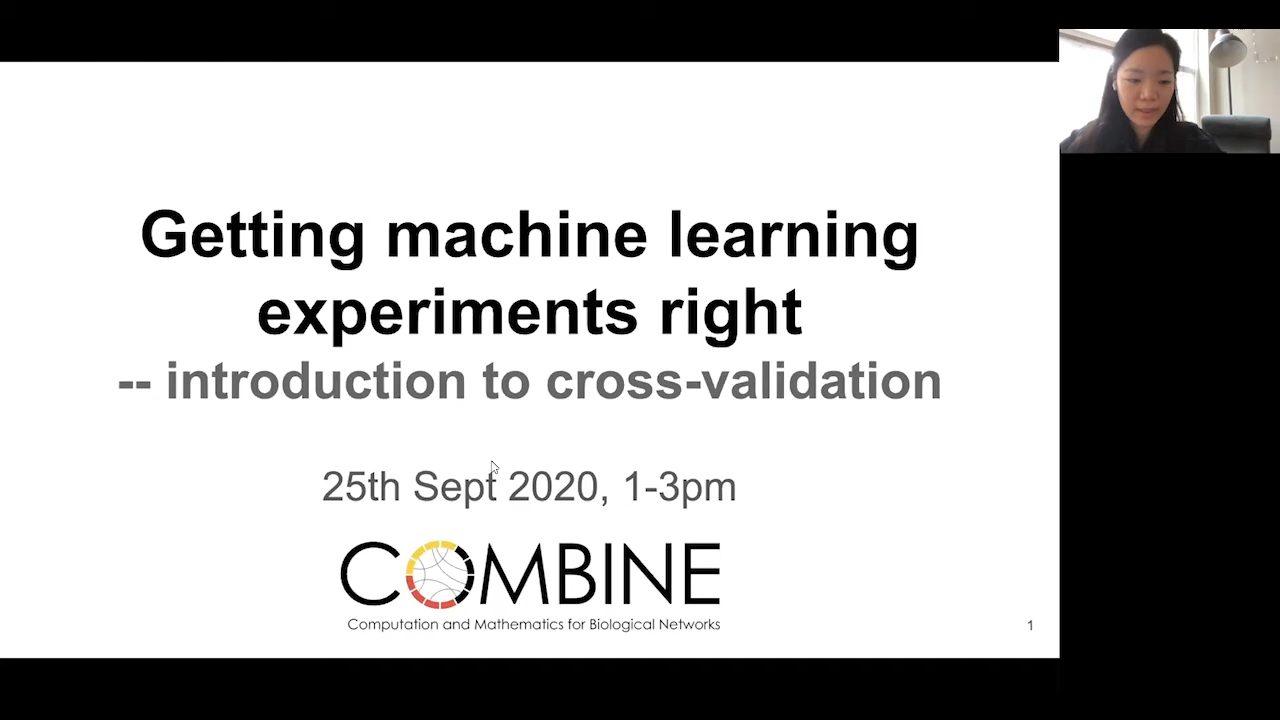 Getting machine learning
experiments right
-- introduction to cross-validation
25th Sept 2020, 1-3pm
COMBINE
Computation and Mathematics for Biological Networks
1